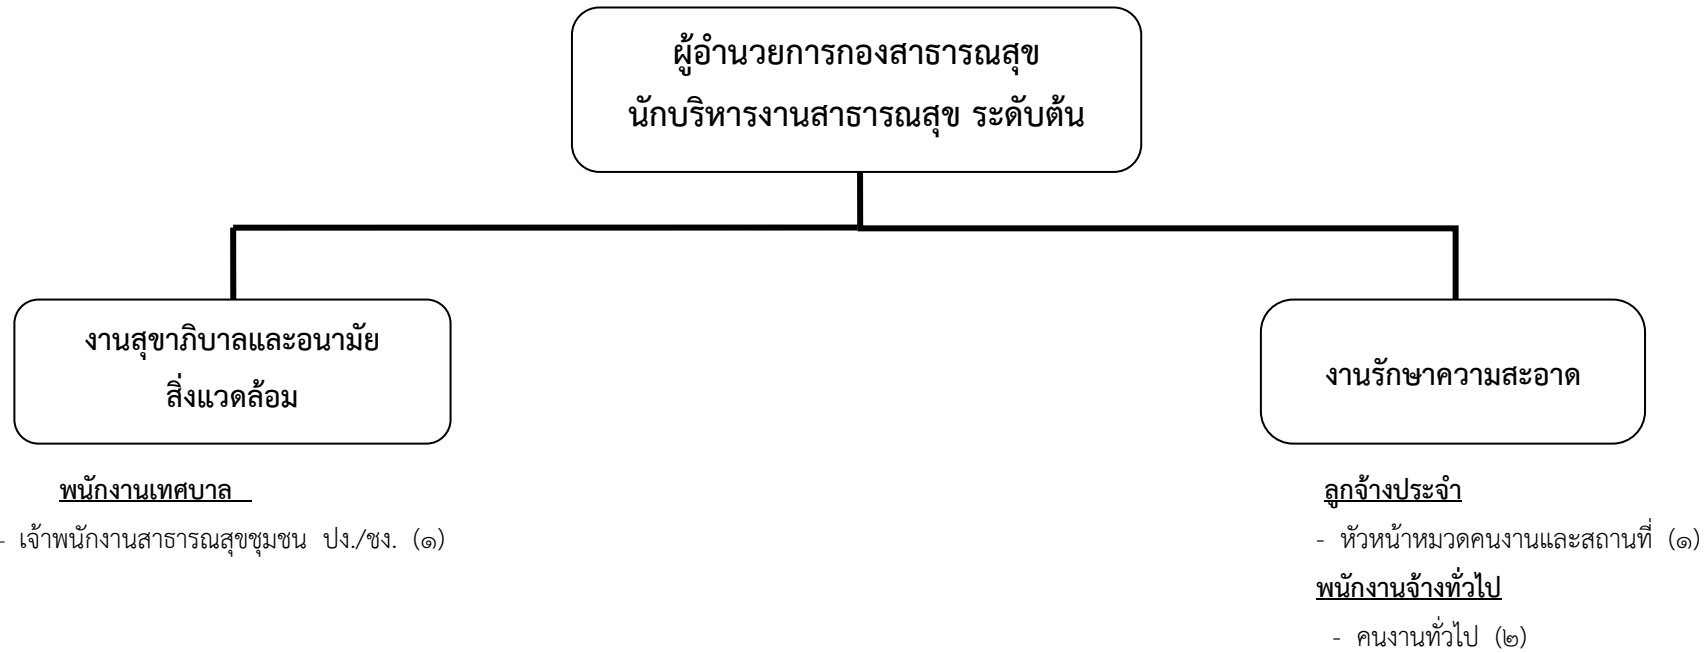 ผู้อำนวยการกองสาธารณสุข
นักบริหารงานสาธารณสุข ระดับต้น
งานสุขาภิบาลและอนามัย
สิ่งแวดล้อม
พนักงานเทศบาล
- เจ้าพนักงานสาธารณสุขชุมชน ปง./ชง. (๑)
งานรักษาความสะอาด
ลูกจ้างประจำ
- หัวหน้าหมวดคนงานและสถานที่ (๑)
พนักงานจ้างทั่วไป
- คนงานทั่วไป (๒)